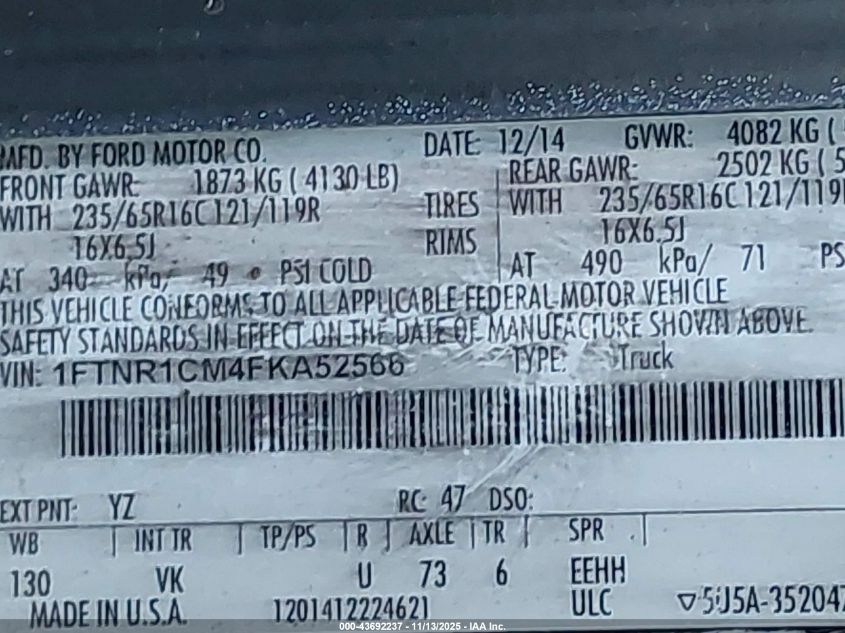 MFD. BY FORD MOTOR CO. DATE: 12/14 GVWR: 4082 KG (
FRONT GAWR: 1873 KG ( 4130 LB) REAR GAWR: 2502 KG ( 5
WITH 235/65R16C 121/119R TIRES WITH 235/65R16C 121/119
16X6.5J RIMS 16X6.5J
AT 340 kPa/ 49 PSI COLD AT 490 kPa/ 71 PS
THIS VEHICLE CONFORMS TO ALL APPLICABLE FEDERAL MOTOR VEHICLE
SAFETY STANDARDS IN EFFECT ON THE DATE OF MANUFACTURE SHOWN ABOVE.
VIN: 1FTNR1CM4FKA52566 TYPE: Truck
EXT PNT: YZ RC: 47 DSO:
WB INT TR TP/PS R AXLE TR SPR
130 VK U 73 6 EEHH
MADE IN U.S.A. 1201412224621 ULC 5U5A-35204
000-43692237 - 11/13/2025 - IAA Inc.